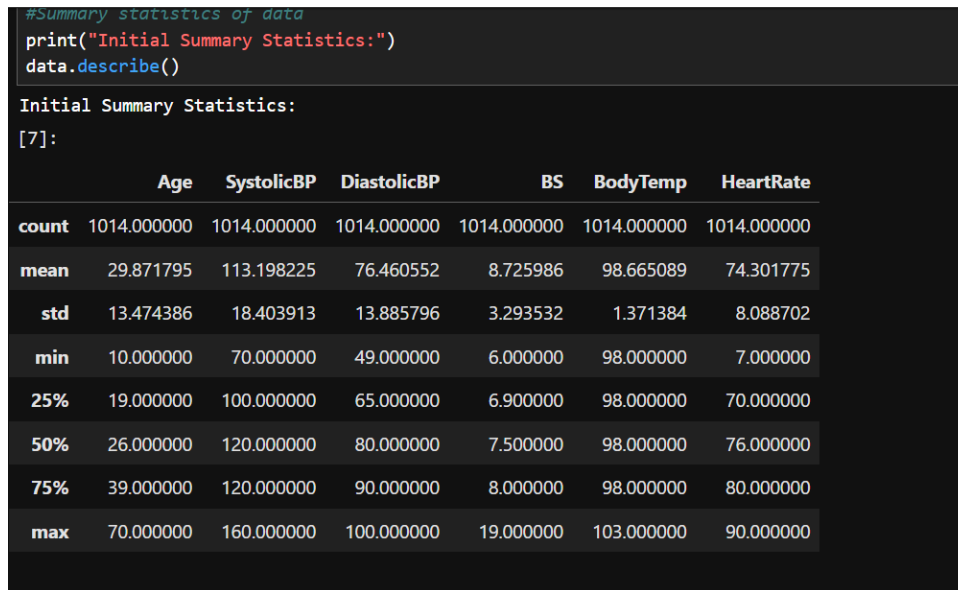 #Summary statistics of data
print("Initial Summary Statistics:")
data.describe()
Initial Summary Statistics:
[7]:
Age SystolicBP DiastolicBP BS BodyTemp HeartRate
count 1014.000000 1014.000000 1014.000000 1014.000000 1014.000000 1014.000000
mean 29.871795 113.198225 76.460552 8.725986 98.665089 74.301775
std 13.474386 18.403913 13.885796 3.293532 1.371384 8.088702
min 10.000000 70.000000 49.000000 6.000000 98.000000 7.000000
25% 19.000000 100.000000 65.000000 6.900000 98.000000 70.000000
50% 26.000000 120.000000 80.000000 7.500000 98.000000 76.000000
75% 39.000000 120.000000 90.000000 8.000000 98.000000 80.000000
max 70.000000 160.000000 100.000000 19.000000 103.000000 90.000000